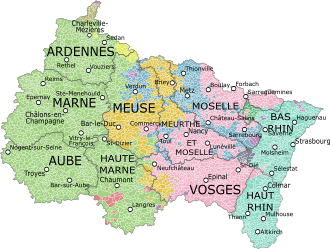 Charleville-
Mézières
Sedan
ARDENNES
Rethel
Vouziers
Thionville
Reims
Verdun
Briey
Boulay
Forbach
Sarreguemines
Ste-Menehould
Metz
Epernay
MARNE
MEUSE
MOSELLE
Châlons-en-
Champagne
Château-Salins
BAS
RHIN
Haguenau
Bar-le-Duc
Commercy
MEURTHE
Sarrebourg
Saverne
Vitry-le-
François
Nancy
Strasbourg
St-Dizier
Toul
ET
MOSELLE
Lunéville
Molsheim
Nogent-sur-Seine
AUBE
HAUTE
MARNE
Neufchâteau
Sélestat
Troyes
Epinal
Colmar
Bar-sur-Aube
Chaumont
VOSGES
HAUT
RHIN
Langres
Thann
Mulhouse
Altkirch